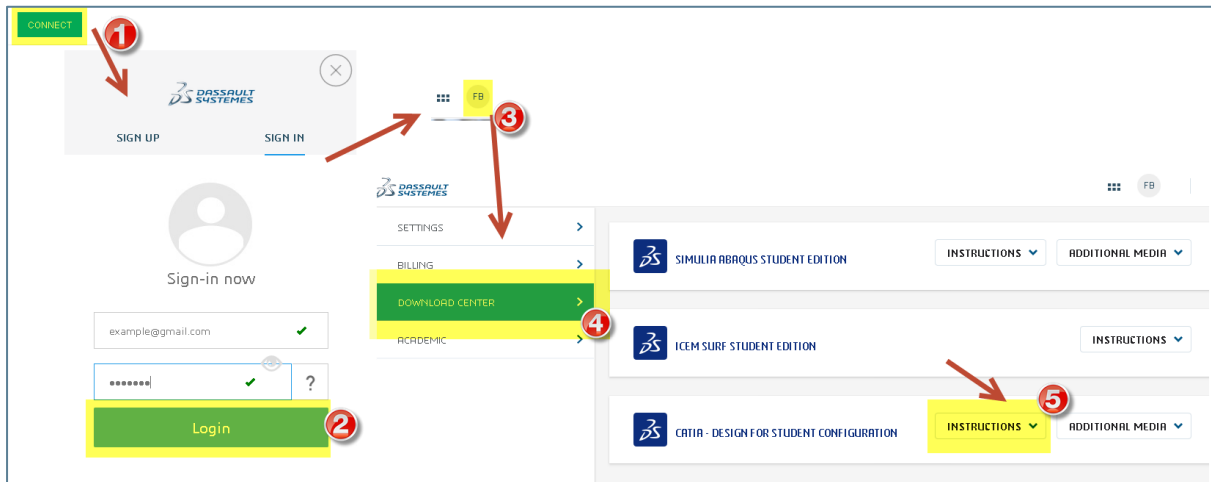 CONNECT
1
DASSAULT
SYSTEMES
SIGN UP
SIGN IN
FB
3
Sign-in now
example@gmail.com
•••••••
?
Login
2
DASSAULT
SYSTEMES
FB
SETTINGS
BILLING
DOWNLOAD CENTER
4
ACADEMIC
SIMULIA ABAQUS STUDENT EDITION
INSTRUCTIONS
ADDITIONAL MEDIA
ICEM SURF STUDENT EDITION
INSTRUCTIONS
5
CATIA - DESIGN FOR STUDENT CONFIGURATION
INSTRUCTIONS
ADDITIONAL MEDIA